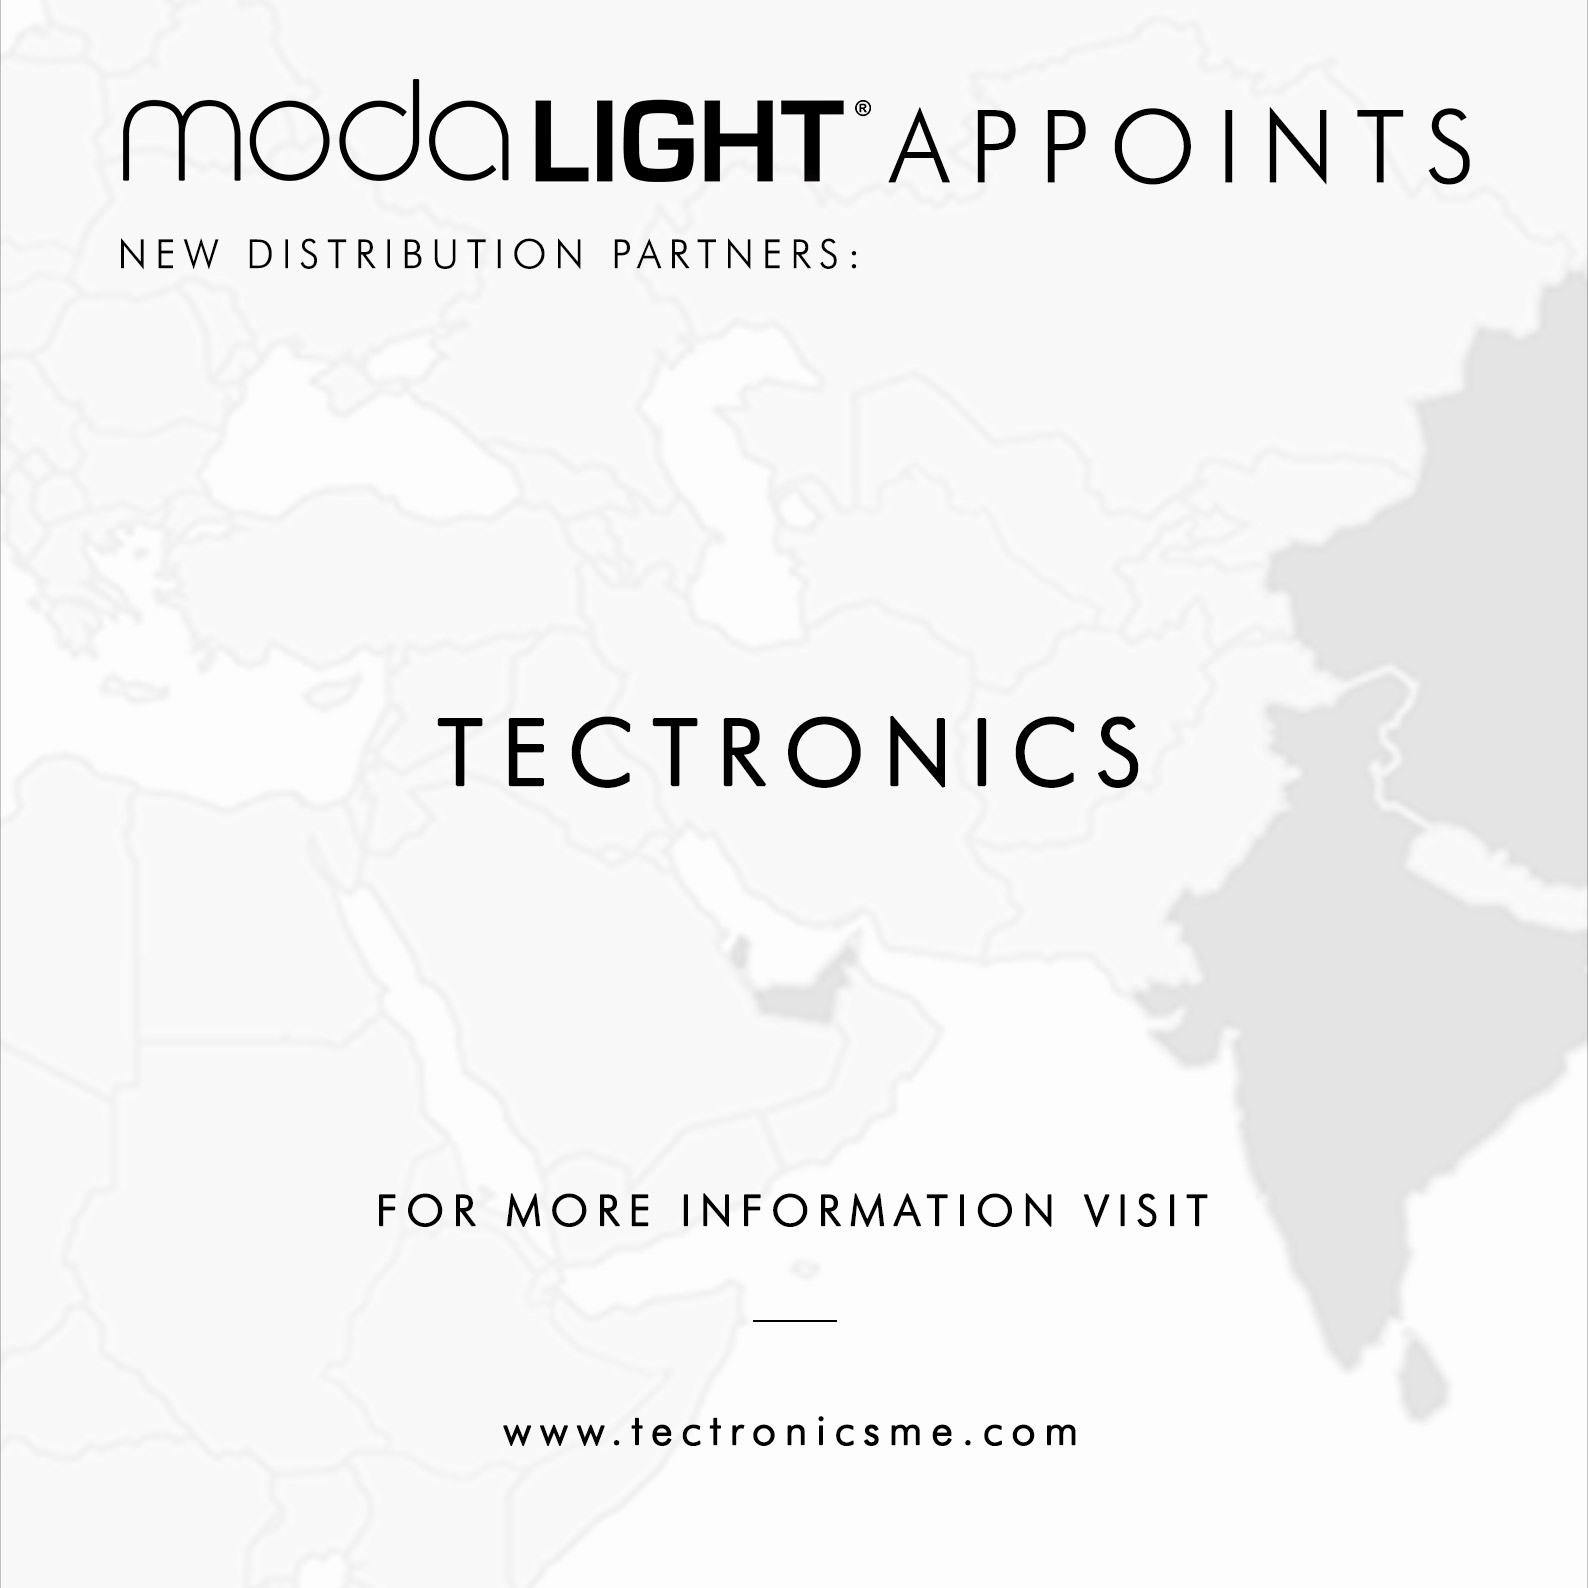 modaLIGHT® APPOINTS
NEW DISTRIBUTION PARTNERS:
TECTRONICS
FOR MORE INFORMATION VISIT
www.tectronicsme.com